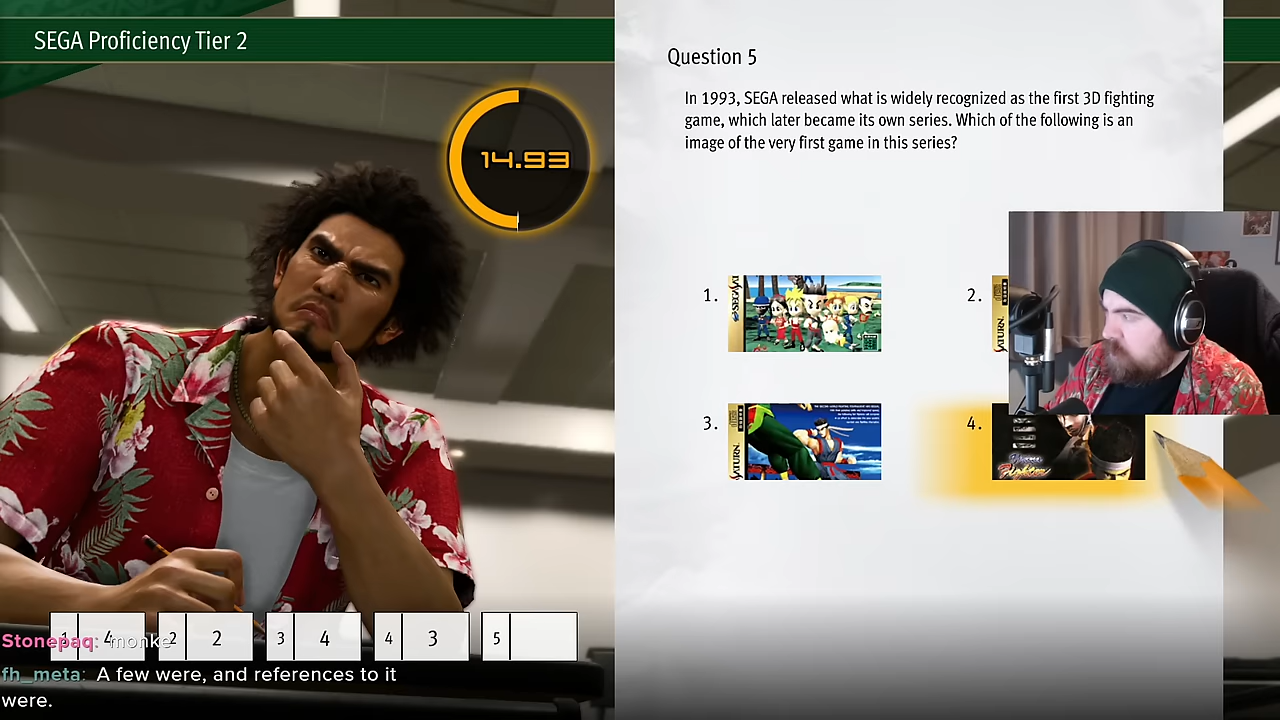 SEGA Proficiency Tier 2
14.93
Question 5
In 1993, SEGA released what is widely recognized as the first 3D fighting
game, which later became its own series. Which of the following is an
image of the very first game in this series?
1.
2.
3.
4.
SATURN
SATURN
Fighter
1 4 2 2 3 4 4 3 5
Stonepaq: monke
fh_meta: A few were, and references to it
were.